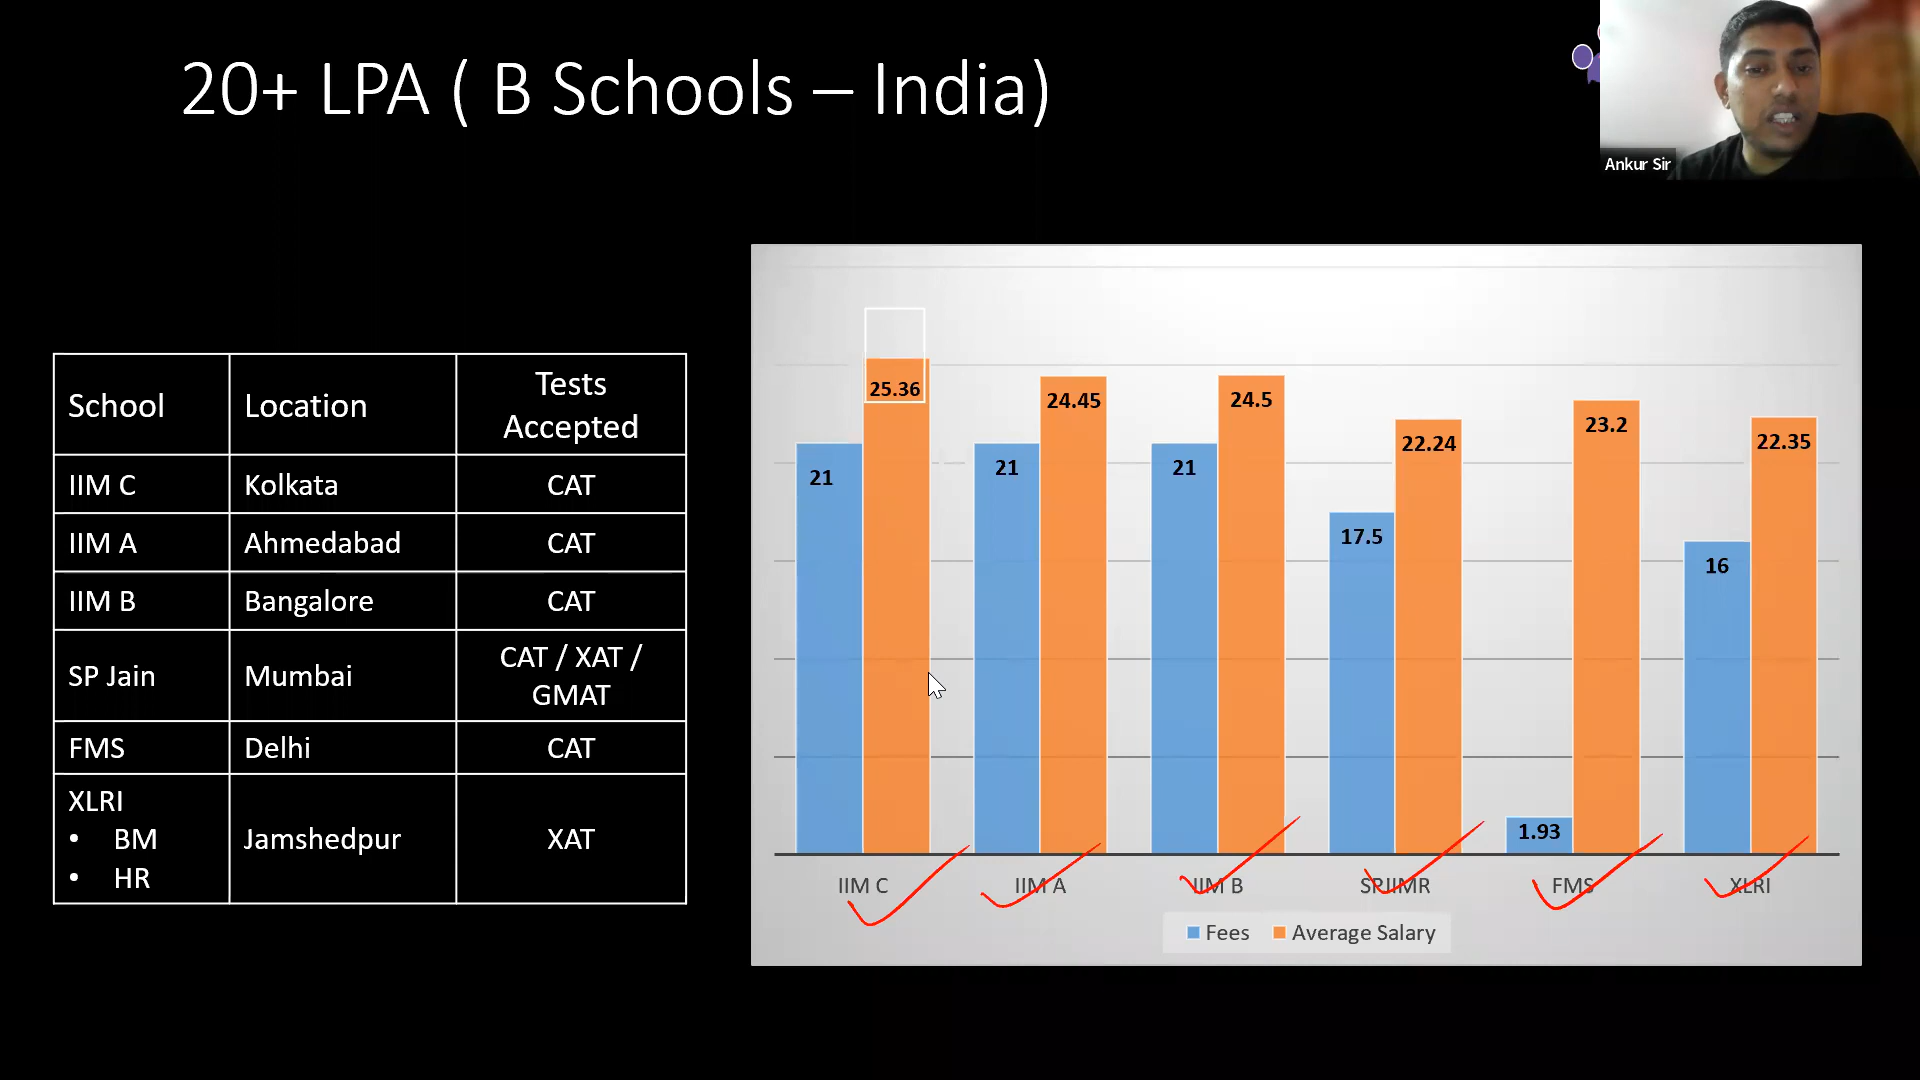 20+ LPA ( B Schools – India)
Ankur Sir
School Location Tests Accepted
IIM C Kolkata CAT
IIM A Ahmedabad CAT
IIM B Bangalore CAT
SP Jain Mumbai CAT / XAT / GMAT
FMS Delhi CAT
XLRI
• BM
• HR
Jamshedpur XAT
21 25.36 21 24.45 21 24.5 17.5 22.24 1.93 23.2 16 22.35
IIM C IIM A IIM B SPJIMR FMS XLRI
Fees Average Salary